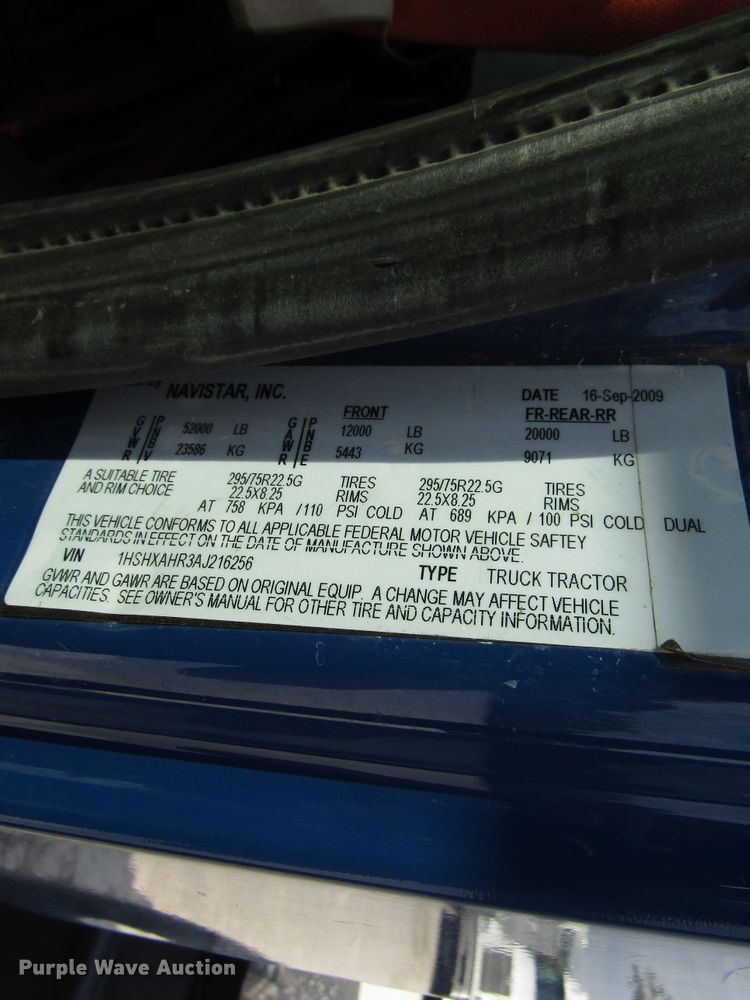 By NAVISTAR, INC. DATE 16-Sep-2009
FRONT FR-REAR-RR
GVWR / PNBV 52000 LB GAWR / PNBE 12000 LB 20000 LB
23586 KG 5443 KG 9071 KG
A SUITABLE TIRE 295/75R22.5G TIRES 295/75R22.5G TIRES
AND RIM CHOICE 22.5X8.25 RIMS 22.5X8.25 RIMS
AT 758 KPA /110 PSI COLD AT 689 KPA / 100 PSI COLD DUAL
THIS VEHICLE CONFORMS TO ALL APPLICABLE FEDERAL MOTOR VEHICLE SAFTEY
STANDARDS IN EFFECT ON THE DATE OF MANUFACTURE SHOWN ABOVE.
VIN 1HSHXAHR3AJ216256 TYPE TRUCK TRACTOR
GVWR AND GAWR ARE BASED ON ORIGINAL EQUIP. A CHANGE MAY AFFECT VEHICLE
CAPACITIES. SEE OWNER'S MANUAL FOR OTHER TIRE AND CAPACITY INFORMATION.
Purple Wave Auction